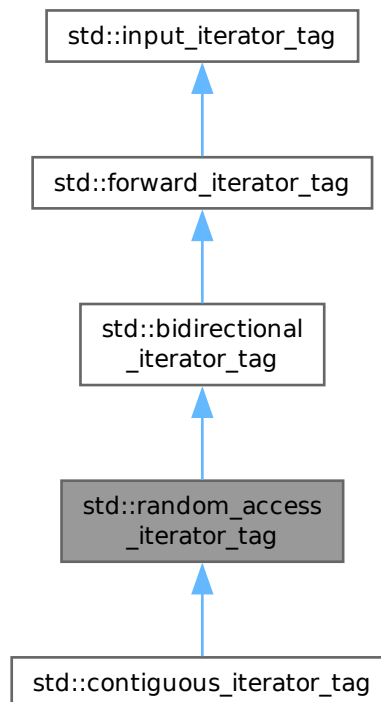 std::input_iterator_tag
std::forward_iterator_tag
std::bidirectional
_iterator_tag
std::random_access
_iterator_tag
std::contiguous_iterator_tag